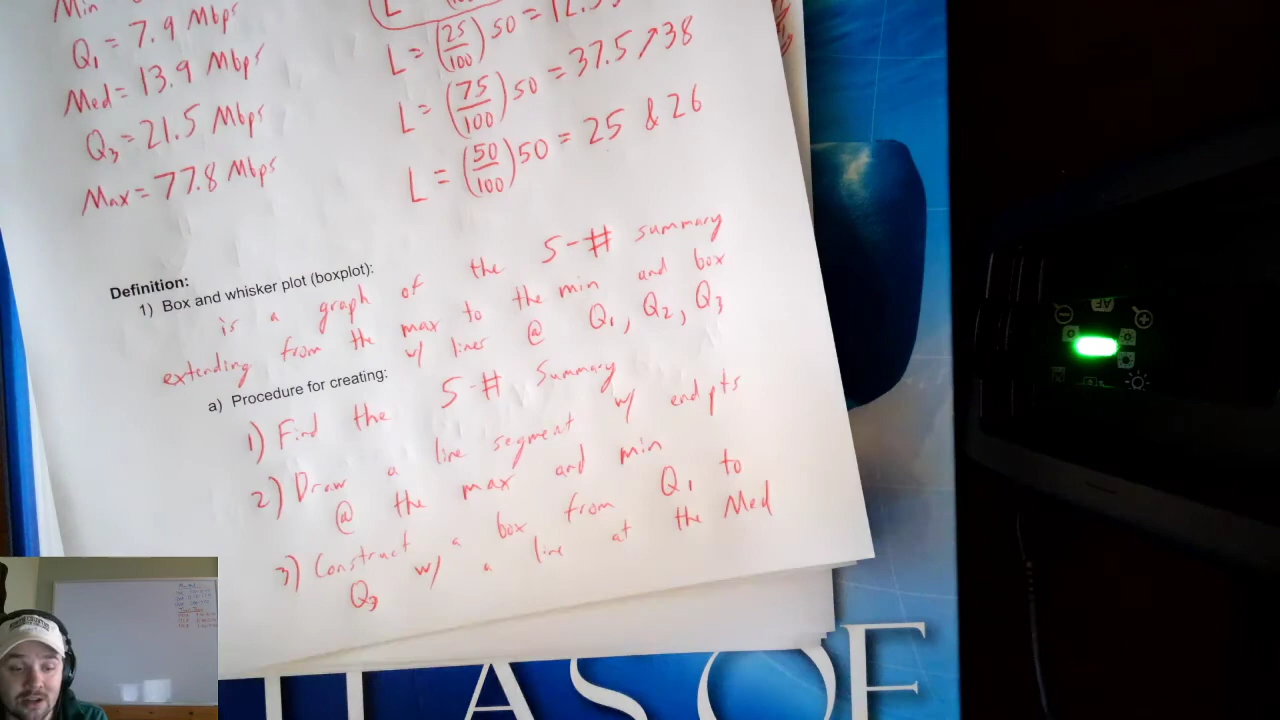 Min
Q₁ = 7.9 Mbps
Med = 13.9 Mbps
Q₃ = 21.5 Mbps
Max = 77.8 Mbps
L = (25/100) 50 = 12.5
L = (75/100) 50 = 37.5 ↗ 38
L = (50/100) 50 = 25 & 26
Definition:
1) Box and whisker plot (boxplot):
is a graph of the 5-# summary
extending from the max to the min and box
w/ lines @ Q₁, Q₂, Q₃
a) Procedure for creating:
1) Find the 5-# Summary
2) Draw a line segment w/ endpts
@ the max and min
3) Construct a box from Q₁ to
Q₃ w/ a line at the Med
AF
AS OF